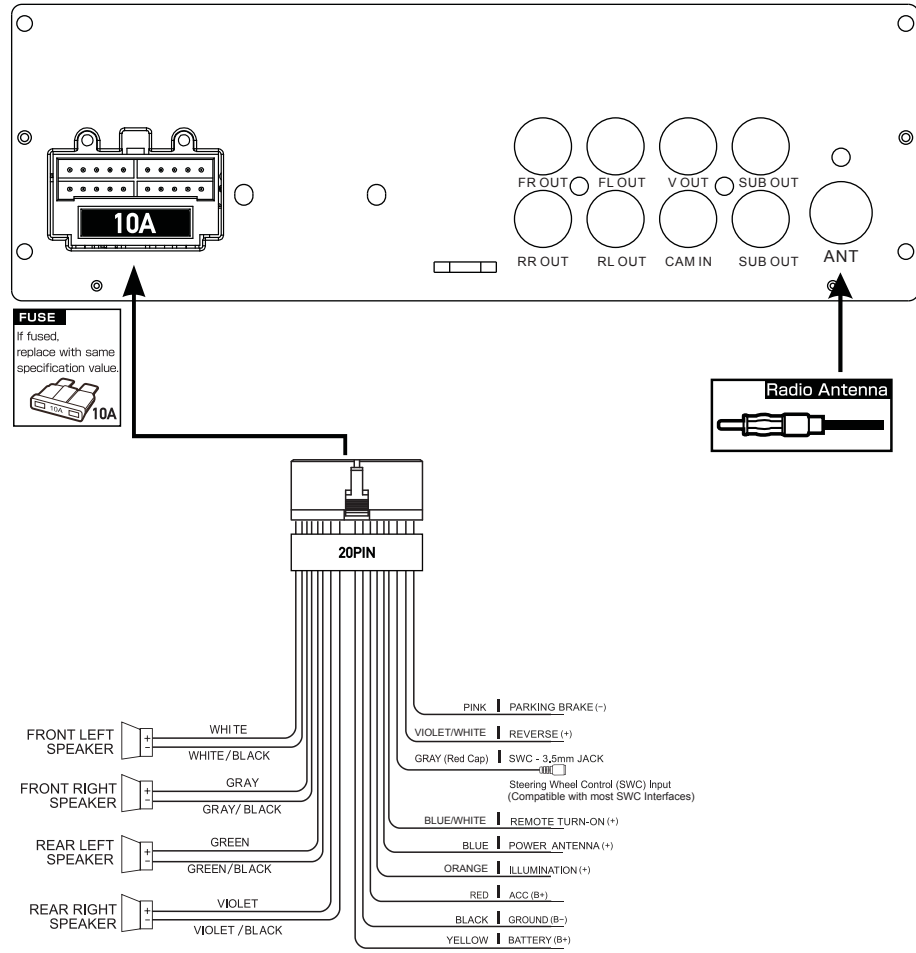 10A
FR OUT FL OUT V OUT SUB OUT
RR OUT RL OUT CAM IN SUB OUT
ANT
FUSE
If fused,
replace with same
specification value.
10A
10A
Radio Antenna
20PIN
PINK PARKING BRAKE (−)
VIOLET/WHITE REVERSE (+)
GRAY (Red Cap) SWC - 3.5mm JACK
Steering Wheel Control (SWC) Input
(Compatible with most SWC Interfaces)
BLUE/WHITE REMOTE TURN-ON (+)
BLUE POWER ANTENNA (+)
ORANGE ILLUMINATION (+)
RED ACC (B+)
BLACK GROUND (B−)
YELLOW BATTERY (B+)
FRONT LEFT
SPEAKER
+
−
WHITE
WHITE/BLACK
FRONT RIGHT
SPEAKER
+
−
GRAY
GRAY/ BLACK
REAR LEFT
SPEAKER
+
−
GREEN
GREEN/BLACK
REAR RIGHT
SPEAKER
+
−
VIOLET
VIOLET /BLACK